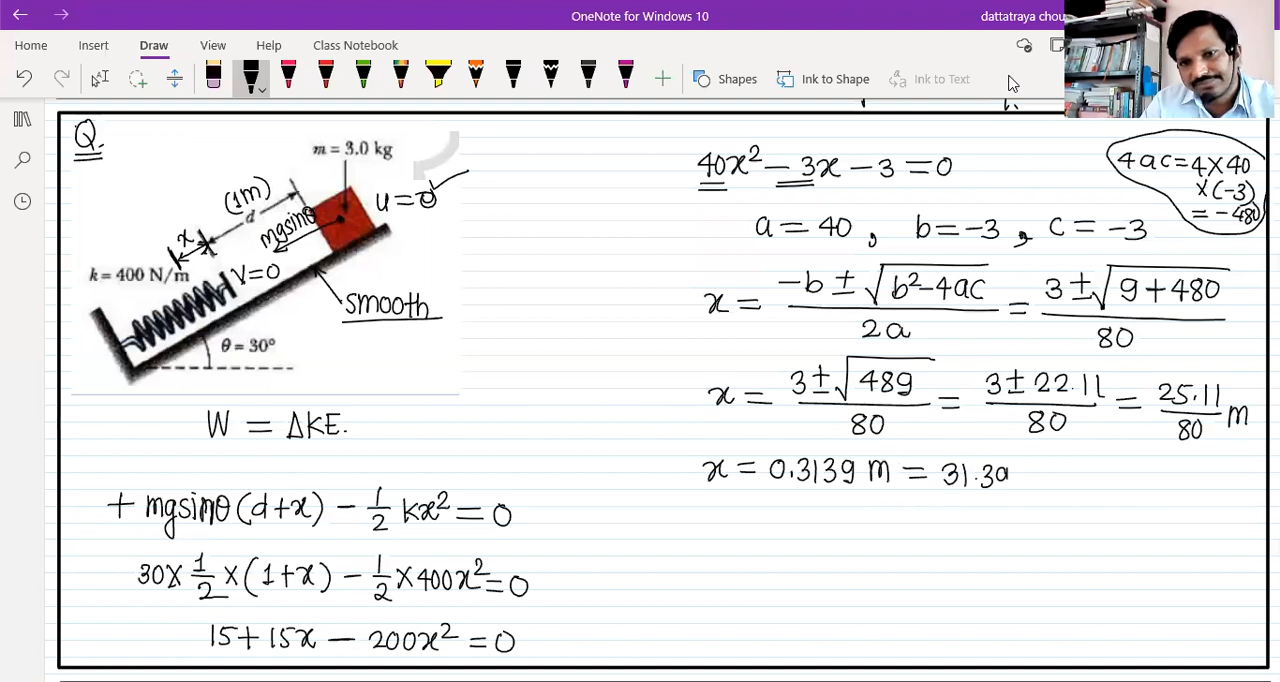 OneNote for Windows 10
dattatraya chou
Home Insert Draw View Help Class Notebook
Shapes Ink to Shape Ink to Text
Q.
m = 3.0 kg
(1m)
d
u = 0
mgsinθ
x
k = 400 N/m
V = 0
smooth
θ = 30°
W = ΔKE.
+ mgsinθ(d+x) − 1/2 kx² = 0
30 × 1/2 × (1+x) − 1/2 × 400x² = 0
15 + 15x − 200x² = 0
40x² − 3x − 3 = 0
4ac = 4×40
×(-3)
= -480
a = 40, b = -3, c = -3
x = (-b ± √(b²-4ac))/2a = (3 ± √(9+480))/80
x = (3 ± √489)/80 = (3 ± 22.11)/80 = 25.11/80 m
x = 0.3139 m = 31.39